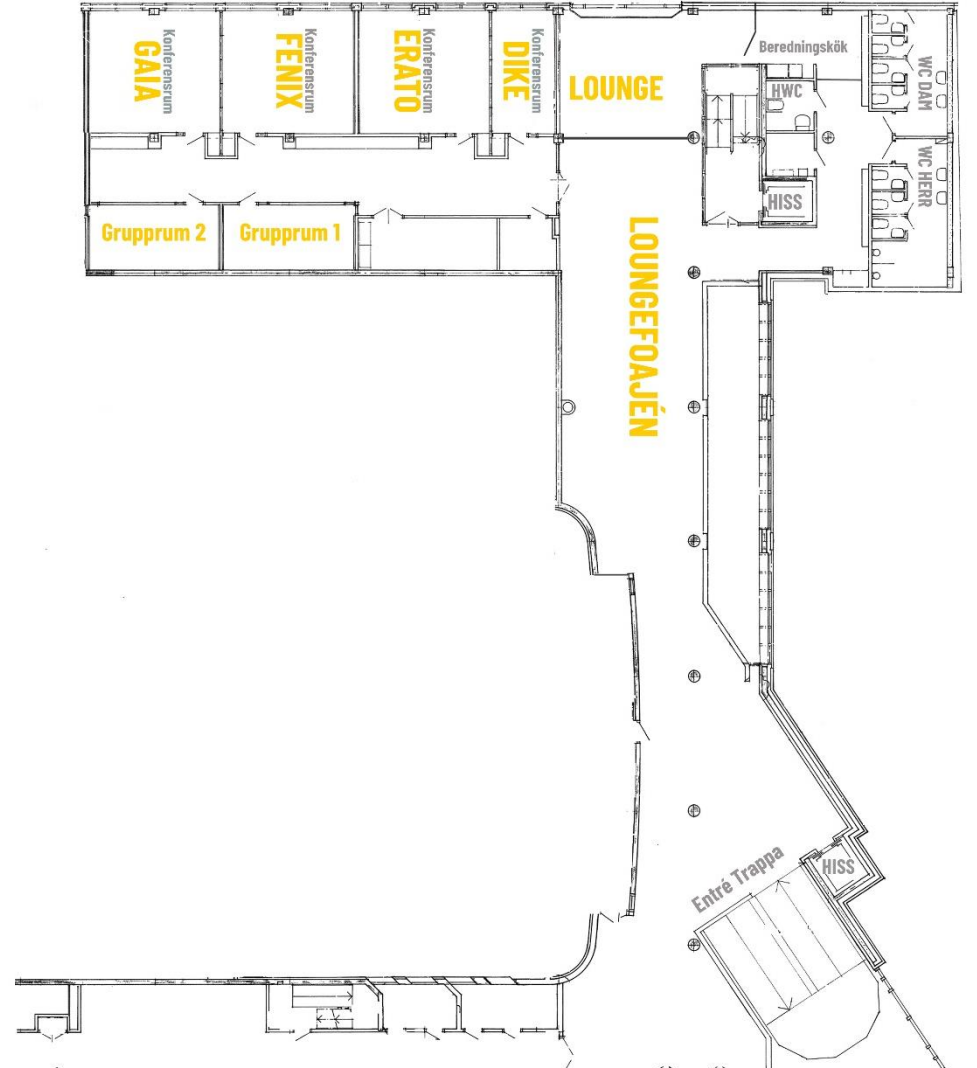 Konferensrum
GAIA
Konferensrum
FENIX
Konferensrum
ERATO
Konferensrum
DIKE
LOUNGE
Beredningskök
HWC
WC DAM
WC HERR
HISS
Grupprum 2
Grupprum 1
LOUNGEFOAJÉN
Entré Trappa
HISS